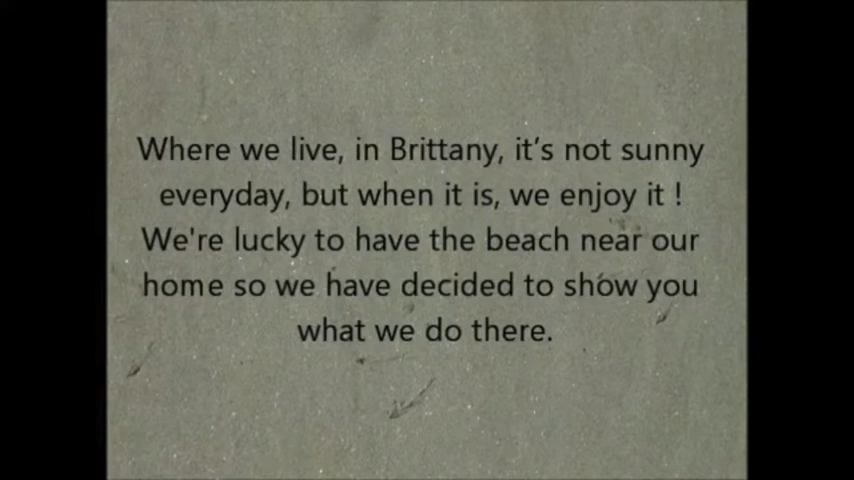 Where we live, in Brittany, it’s not sunny
everyday, but when it is, we enjoy it !
We're lucky to have the beach near our
home so we have decided to show you
what we do there.